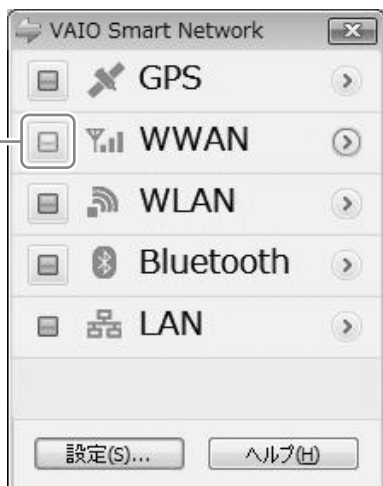 VAIO Smart Network
GPS
WWAN
WLAN
Bluetooth
LAN
設定(S)...
ヘルプ(H)